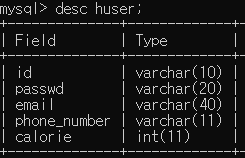 mysql> desc huser;
| Field | Type
| id | varchar(10)
| passwd | varchar(20)
| email | varchar(40)
| phone_number | varchar(11)
| calorie | int(11)